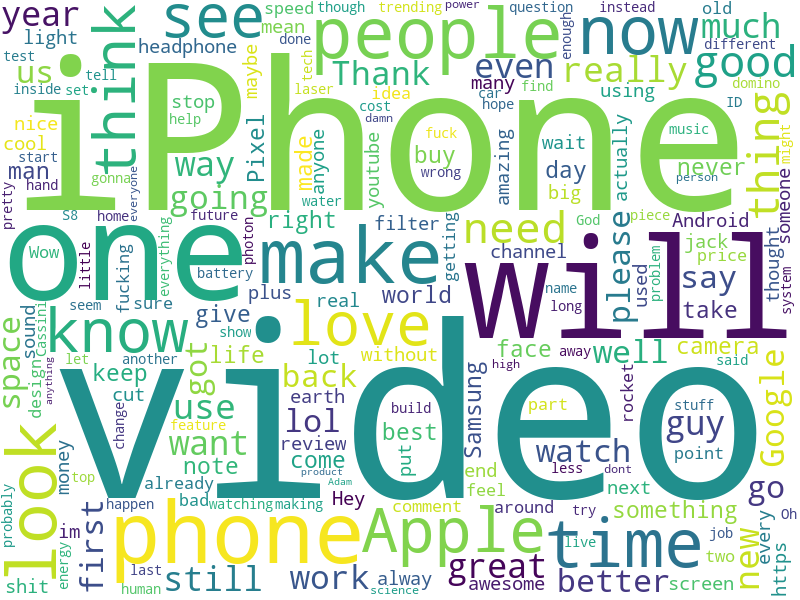 year
light
test
us
old
inside
set
tell
nice
cool
start
man
hand
pretty
gonna
S8
home
think
speed
headphone
mean
see
though
trending
power
question
instead
old
different
people
now
much
many
even
really
good
enough
domino
Thank
done
tech
maybe
laser
idea
car
cost
hope
find
using
ID
stop
help
damn
fuck
music
might
iPhone
way
going
Pixel
made
anyone
youtube
buy
wrong
amazing
wait
day
big
actually
person
never
thing
someone
everyone
water
future
photon
right
filter
need
God
piece
Android
Wow
little
one
fucking
everything
battery
make
getting
channel
please
jack
price
thought
system
seem
sure
plus
real
world
name
long
used
problem
say
take
will
know
give
show
love
space
sound
design
Cassini
let
another
life
lot
without
face
away
well
camera
said
anything
keep
got
back
earth
high
rocket
cut
use
lol
build
Samsung
part
stuff
Google
look
change
want
review
best
less
dont
guy
point
video
money
top
feature
note
come
put
product
watch
end
feel
next
something
go
already
bad
watching
making
Adam
Hey
comment
around
try
job
every
Oh
probably
happen
first
im
phone
Apple
time
live
two
new
https
shit
energy
last
human
still
work
alway
science
great
awesome
better
screen